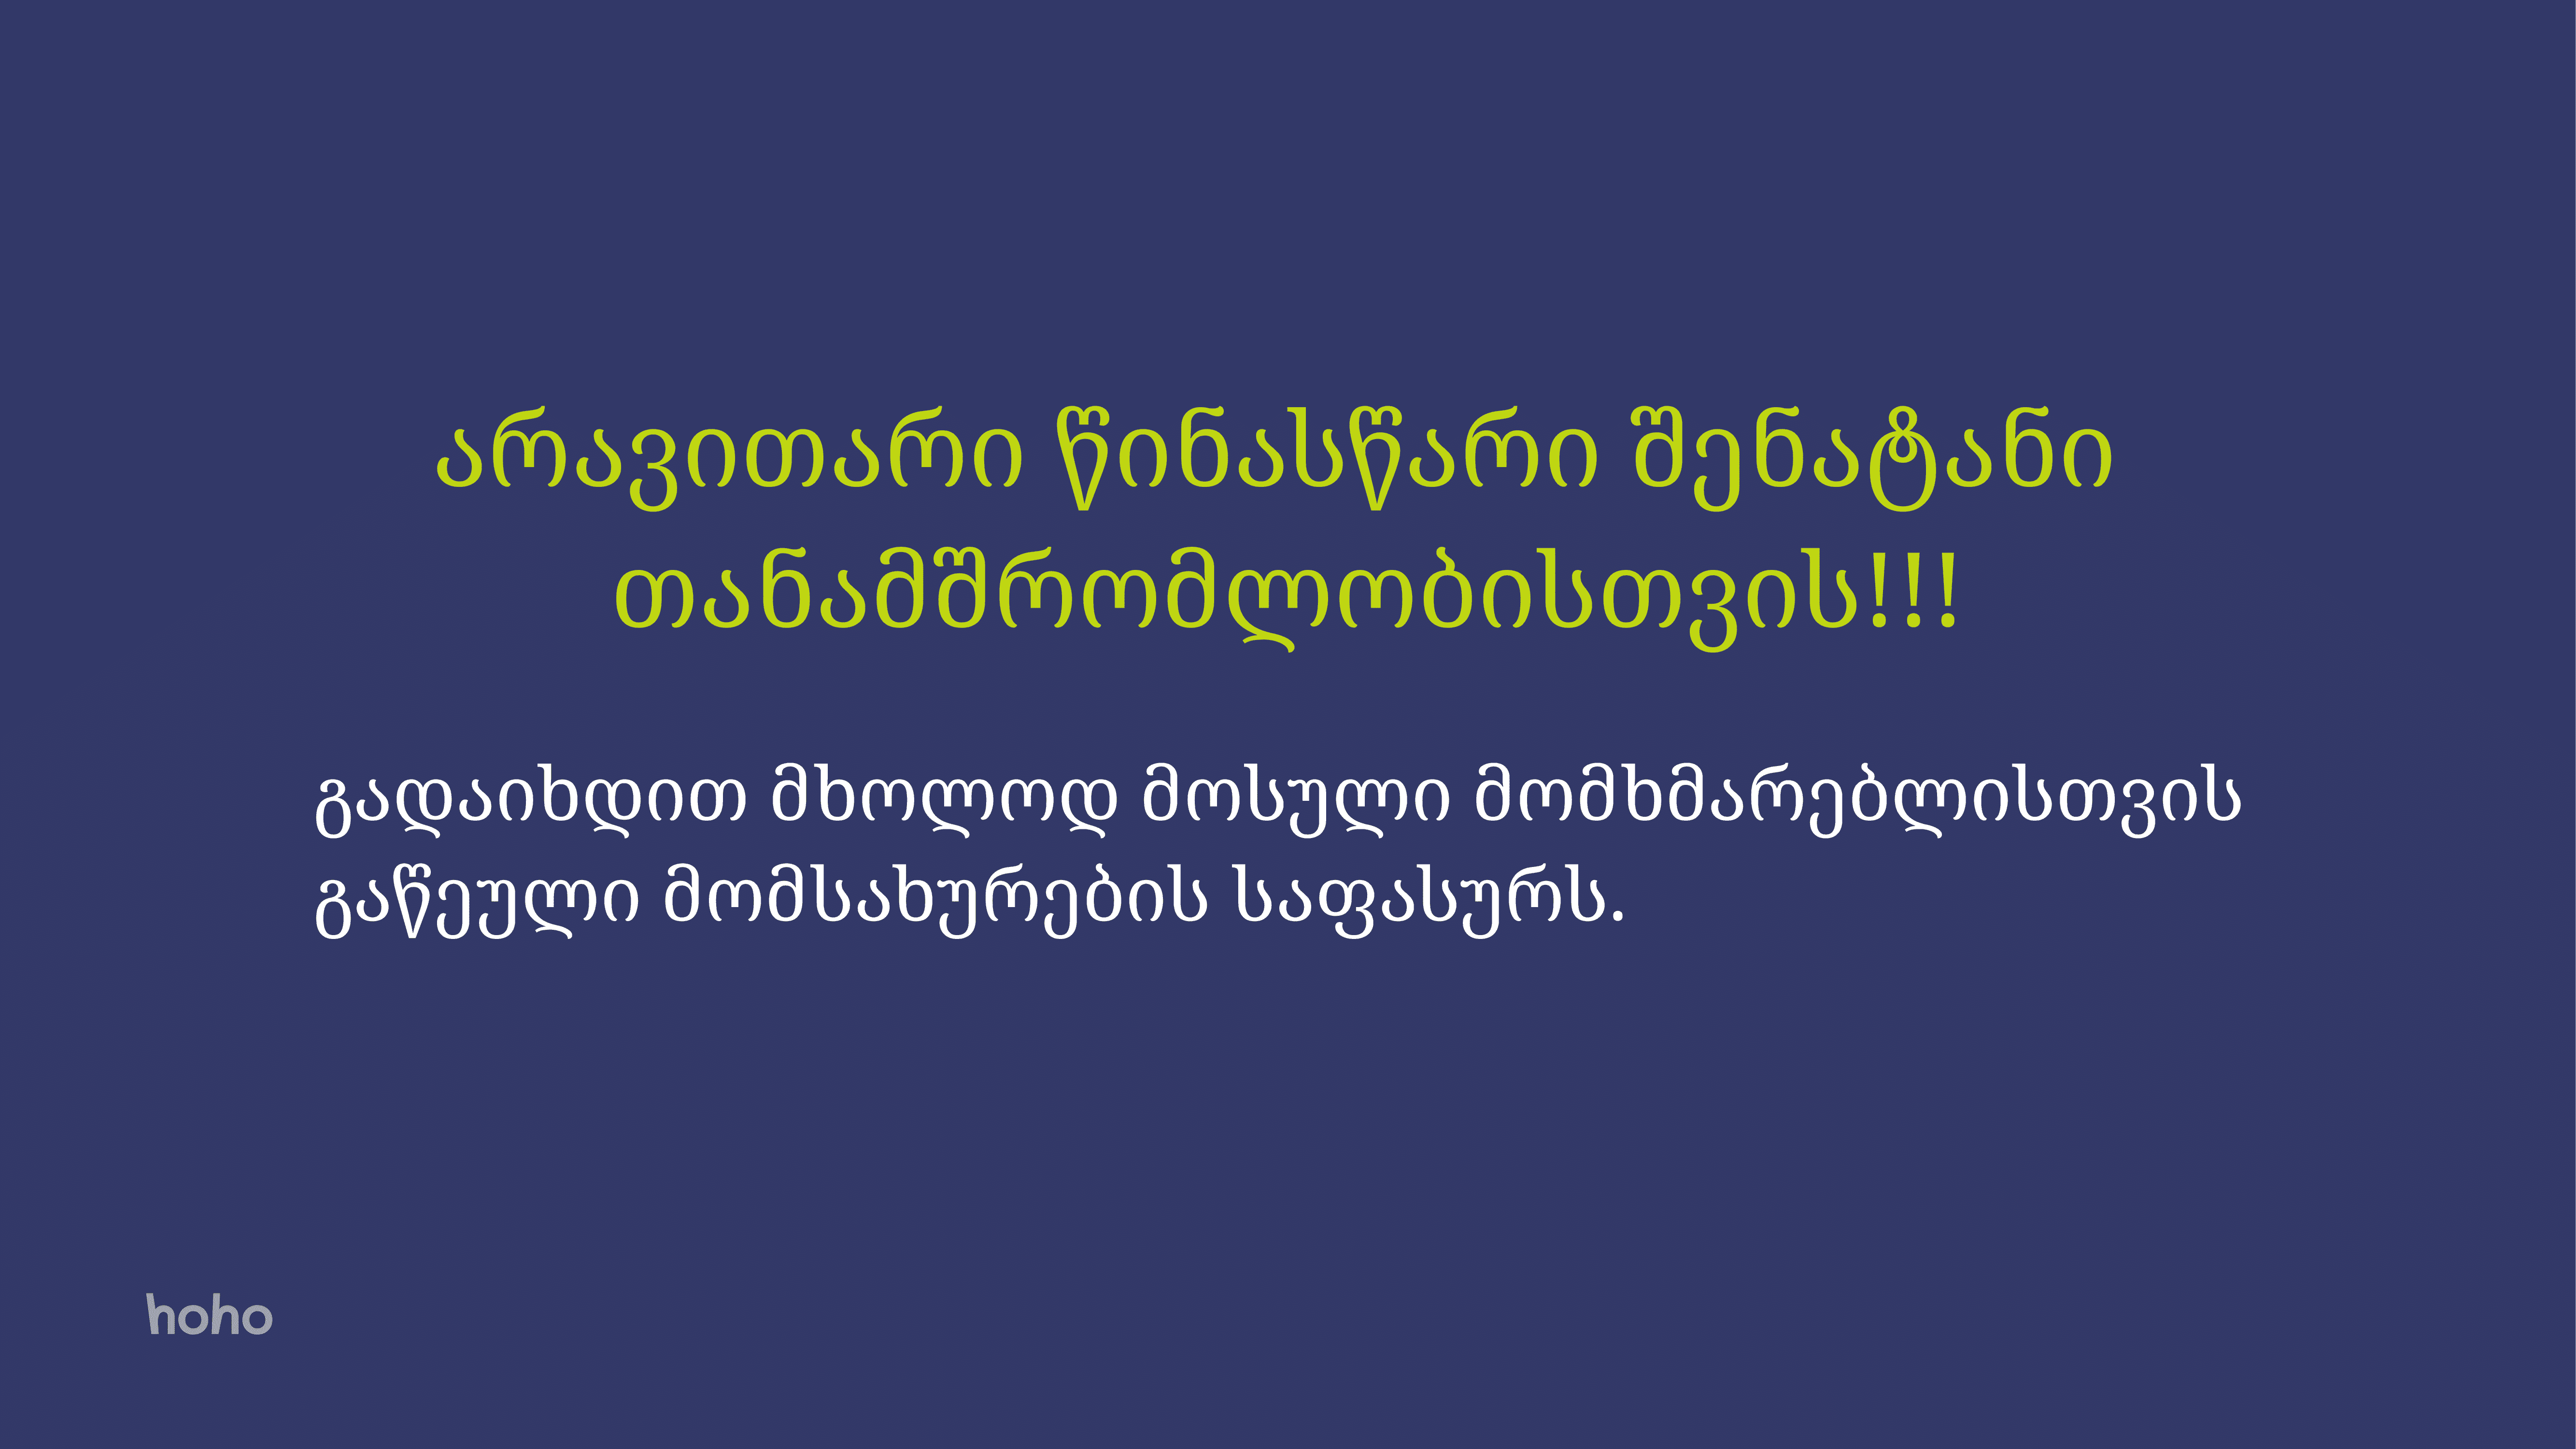 არავითარი წინასწარი შენატანი
თანამშრომლობისთვის!!!
გადაიხდით მხოლოდ მოსული მომხმარებლისთვის
გაწეული მომსახურების საფასურს.
hoho